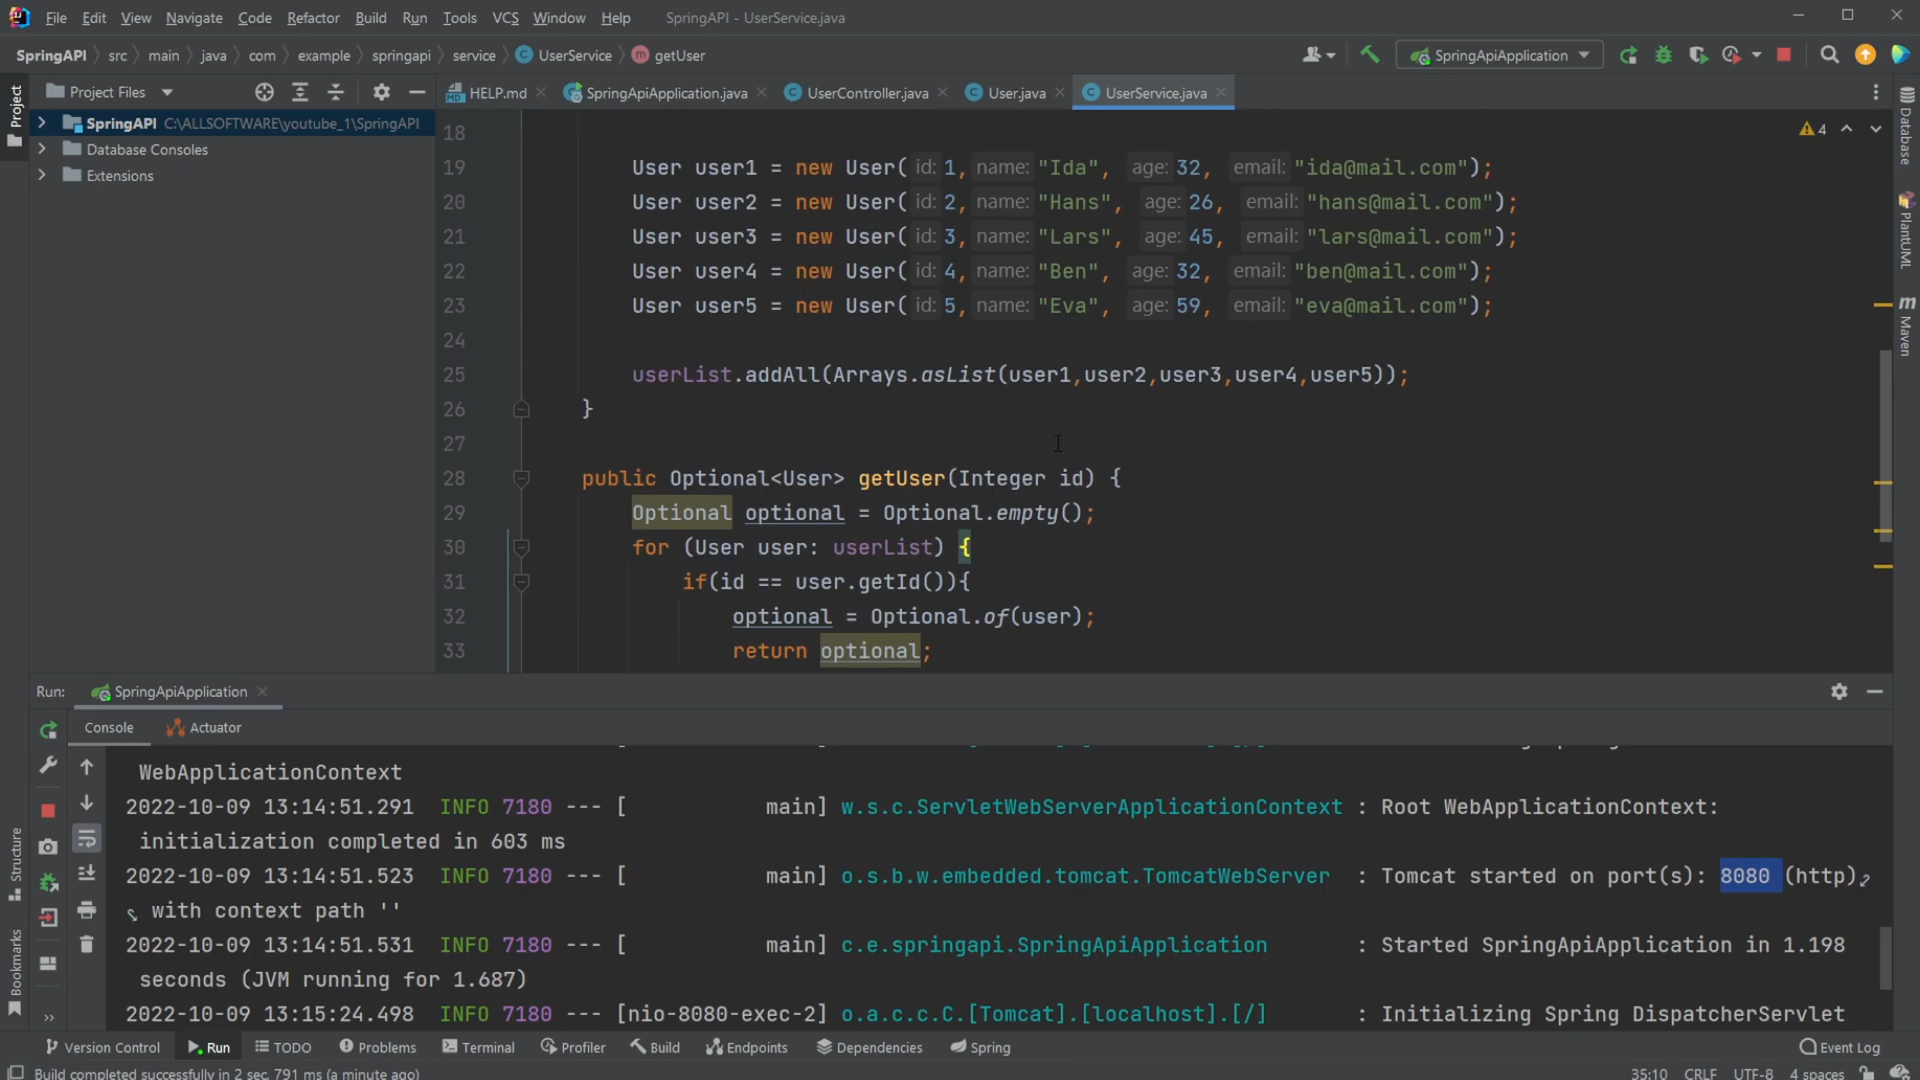 File Edit View Navigate Code Refactor Build Run Tools VCS Window Help SpringAPI - UserService.java
SpringAPI src main java com example springapi service UserService getUser SpringApiApplication
Project Files HELP.md SpringApiApplication.java UserController.java User.java UserService.java
Project
SpringAPI C:\ALLSOFTWARE\youtube_1\SpringAPI
Database Consoles
Extensions
4
Database
PlantUML
Maven
18
19 User user1 = new User( id: 1, name: "Ida", age: 32, email: "ida@mail.com");
20 User user2 = new User( id: 2, name: "Hans", age: 26, email: "hans@mail.com");
21 User user3 = new User( id: 3, name: "Lars", age: 45, email: "lars@mail.com");
22 User user4 = new User( id: 4, name: "Ben", age: 32, email: "ben@mail.com");
23 User user5 = new User( id: 5, name: "Eva", age: 59, email: "eva@mail.com");
24
25 userList.addAll(Arrays.asList(user1,user2,user3,user4,user5));
26 }
27
28 public Optional<User> getUser(Integer id) {
29 Optional optional = Optional.empty();
30 for (User user: userList) {
31 if(id == user.getId()){
32 optional = Optional.of(user);
33 return optional;
Run: SpringApiApplication
Console Actuator
WebApplicationContext
2022-10-09 13:14:51.291 INFO 7180 --- [ main] w.s.c.ServletWebServerApplicationContext : Root WebApplicationContext:
initialization completed in 603 ms
2022-10-09 13:14:51.523 INFO 7180 --- [ main] o.s.b.w.embedded.tomcat.TomcatWebServer : Tomcat started on port(s): 8080 (http)
with context path ''
2022-10-09 13:14:51.531 INFO 7180 --- [ main] c.e.springapi.SpringApiApplication : Started SpringApiApplication in 1.198
seconds (JVM running for 1.687)
2022-10-09 13:15:24.498 INFO 7180 --- [nio-8080-exec-2] o.a.c.c.C.[Tomcat].[localhost].[/] : Initializing Spring DispatcherServlet
Structure
Bookmarks
Version Control Run TODO Problems Terminal Profiler Build Endpoints Dependencies Spring Event Log
Build completed successfully in 2 sec, 791 ms (a minute ago) 35:10 CRLF UTF-8 4 spaces